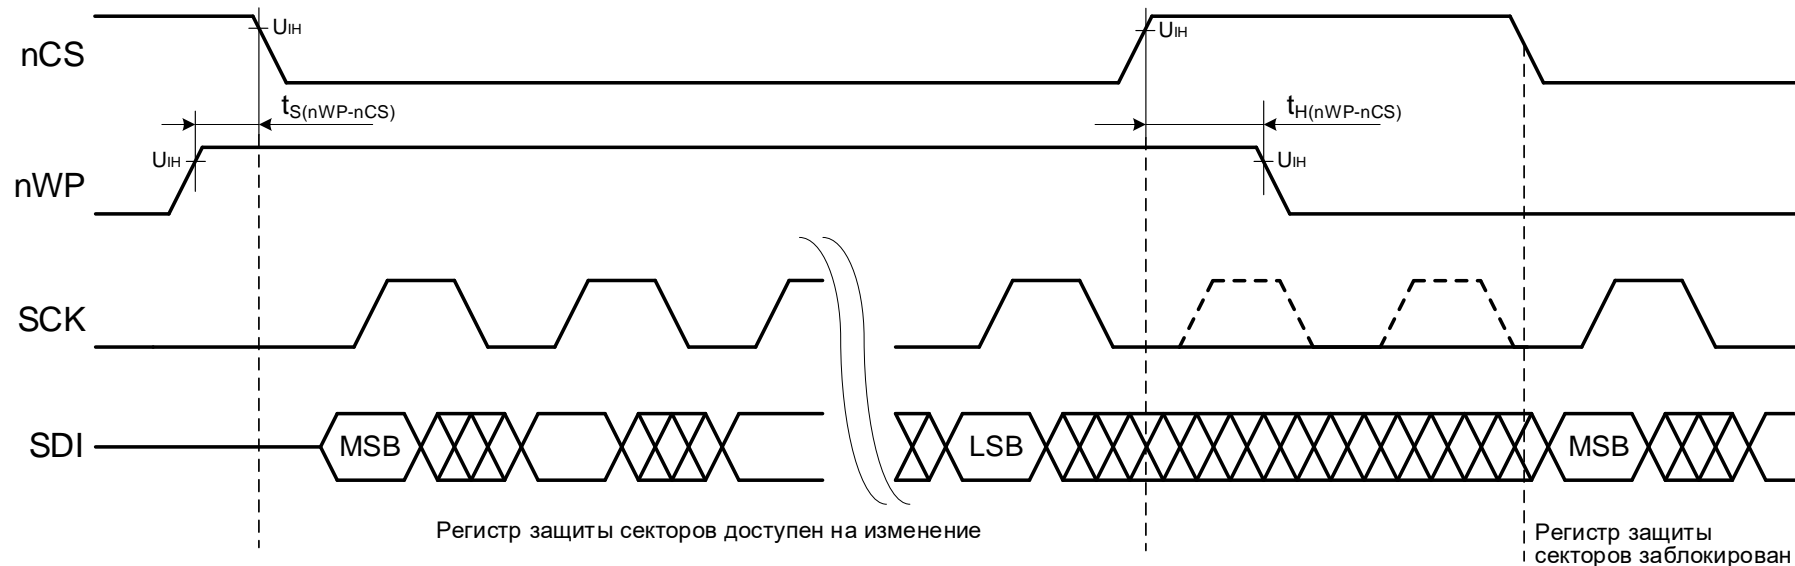 nCS
UIH
UIH
tS(nWP-nCS)
tH(nWP-nCS)
UIH
UIH
nWP
SCK
SDI
MSB
LSB
MSB
Регистр защиты секторов доступен на изменение
Регистр защиты
секторов заблокирован